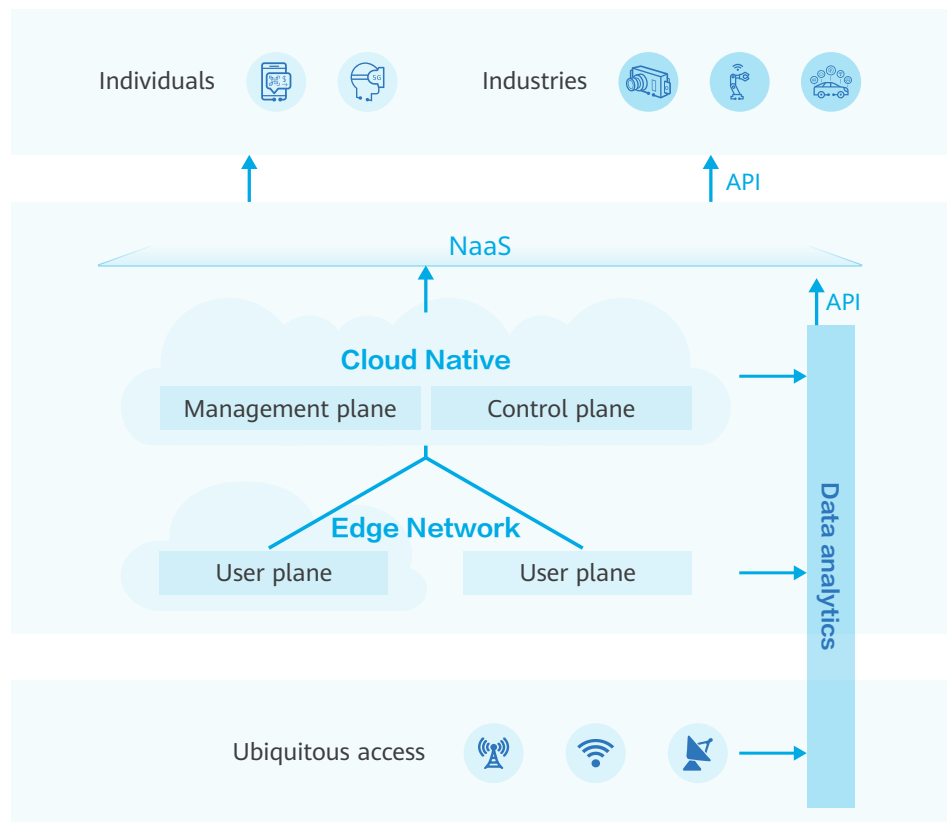 Individuals
5G
Industries
API
NaaS
API
Cloud Native
Management plane
Control plane
Edge Network
User plane
User plane
Data analytics
Ubiquitous access